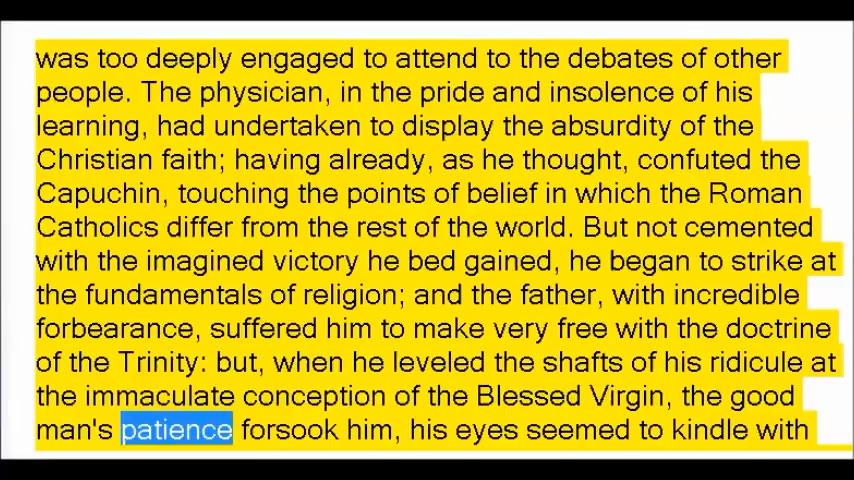 was too deeply engaged to attend to the debates of other
people. The physician, in the pride and insolence of his
learning, had undertaken to display the absurdity of the
Christian faith; having already, as he thought, confuted the
Capuchin, touching the points of belief in which the Roman
Catholics differ from the rest of the world. But not cemented
with the imagined victory he bed gained, he began to strike at
the fundamentals of religion; and the father, with incredible
forbearance, suffered him to make very free with the doctrine
of the Trinity: but, when he leveled the shafts of his ridicule at
the immaculate conception of the Blessed Virgin, the good
man's patience forsook him, his eyes seemed to kindle with